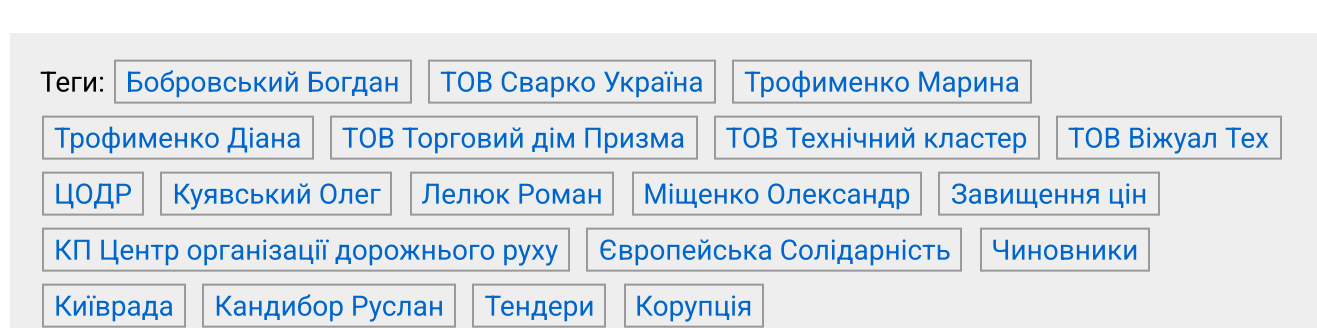 Теги: Бобровський Богдан ТОВ Сварко Україна Трофименко Марина
Трофименко Діана ТОВ Торговий дім Призма ТОВ Технічний кластер ТОВ Віжуал Тех
ЦОДР Куявський Олег Лелюк Роман Міщенко Олександр Завищення цін
КП Центр організації дорожнього руху Європейська Солідарність Чиновники
Київрада Кандибор Руслан Тендери Корупція